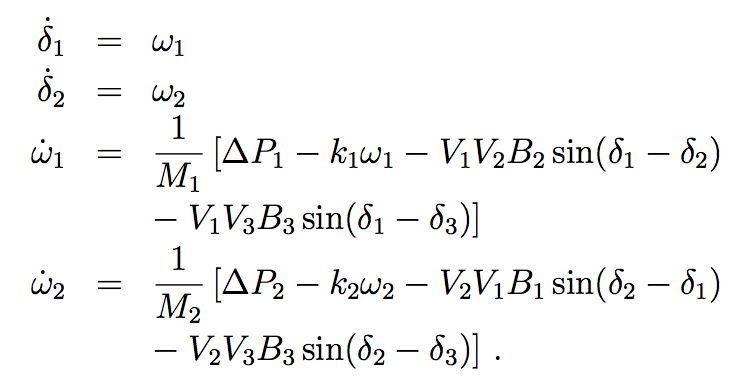 δ̇₁ = ω₁
δ̇₂ = ω₂
ω̇₁ = 1/M₁ [ΔP₁ − k₁ω₁ − V₁V₂B₂ sin(δ₁ − δ₂)
− V₁V₃B₃ sin(δ₁ − δ₃)]
ω̇₂ = 1/M₂ [ΔP₂ − k₂ω₂ − V₂V₁B₁ sin(δ₂ − δ₁)
− V₂V₃B₃ sin(δ₂ − δ₃)] .